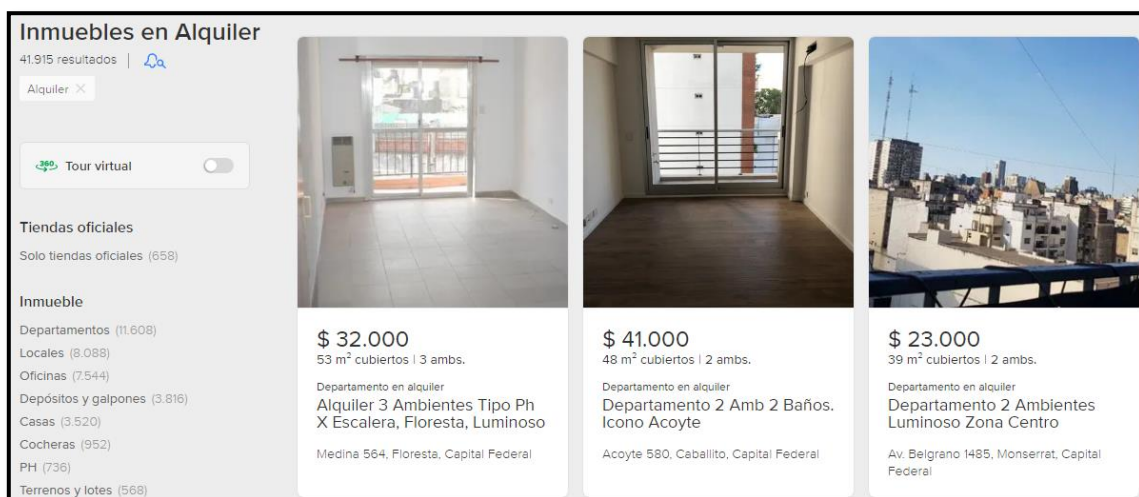 Inmuebles en Alquiler
41.915 resultados
Alquiler
360 Tour virtual
Tiendas oficiales
Solo tiendas oficiales (658)
Inmueble
Departamentos (11.608)
Locales (8.088)
Oficinas (7.544)
Depósitos y galpones (3.816)
Casas (3.520)
Cocheras (952)
PH (736)
Terrenos y lotes (568)
$ 32.000
53 m² cubiertos | 3 ambs.
Departamento en alquiler
Alquiler 3 Ambientes Tipo Ph
X Escalera, Floresta, Luminoso
Medina 564, Floresta, Capital Federal
$ 41.000
48 m² cubiertos | 2 ambs.
Departamento en alquiler
Departamento 2 Amb 2 Baños.
Icono Acoyte
Acoyte 580, Caballito, Capital Federal
$ 23.000
39 m² cubiertos | 2 ambs.
Departamento en alquiler
Departamento 2 Ambientes
Luminoso Zona Centro
Av. Belgrano 1485, Monserrat, Capital
Federal